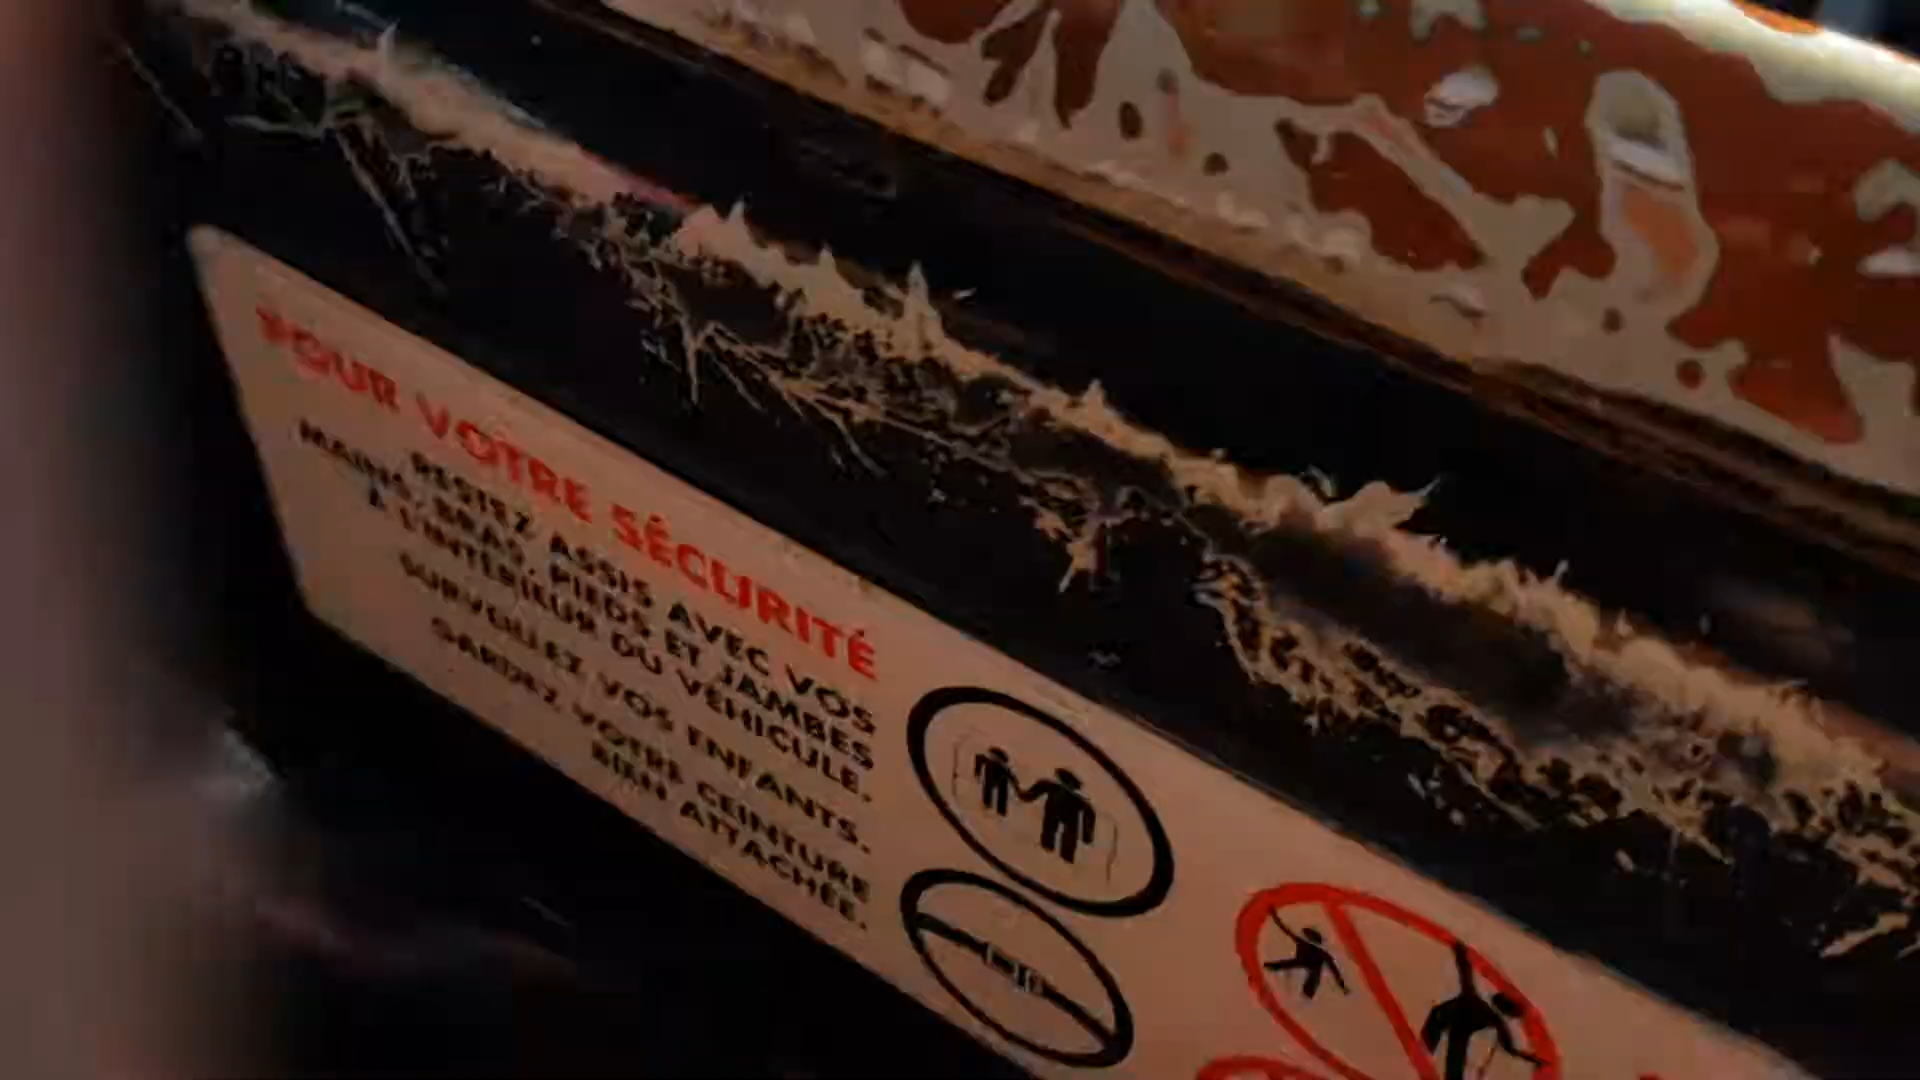 POUR VOTRE SÉCURITÉ
RESTEZ ASSIS AVEC VOS
MAINS, BRAS, PIEDS ET JAMBES
À L'INTÉRIEUR DU VÉHICULE.
SURVEILLEZ VOS ENFANTS.
GARDEZ VOTRE CEINTURE
BIEN ATTACHÉE.